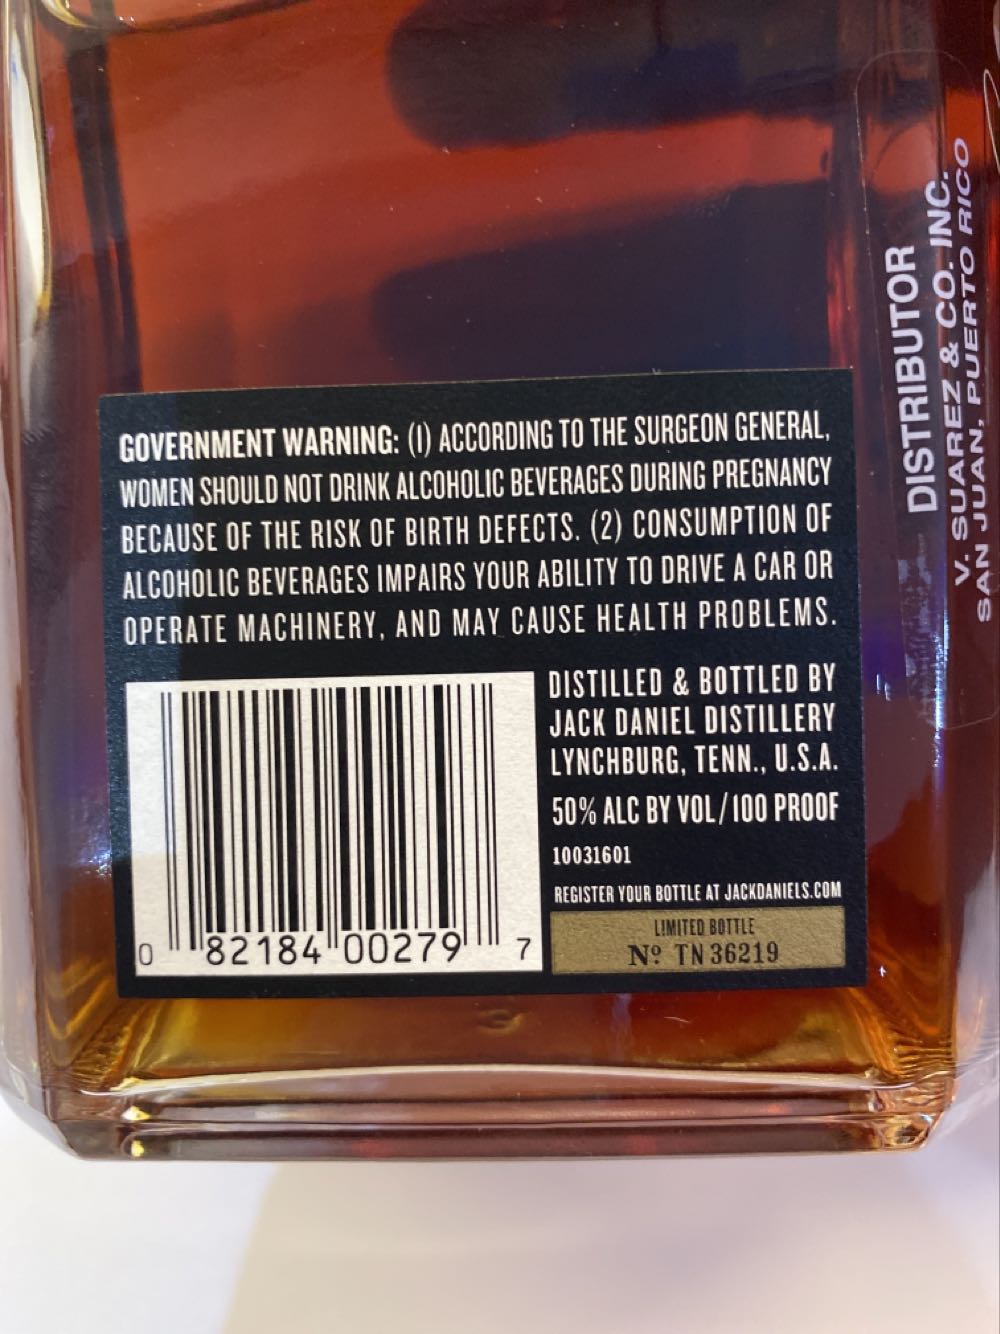 GOVERNMENT WARNING: (1) ACCORDING TO THE SURGEON GENERAL,
WOMEN SHOULD NOT DRINK ALCOHOLIC BEVERAGES DURING PREGNANCY
BECAUSE OF THE RISK OF BIRTH DEFECTS. (2) CONSUMPTION OF
ALCOHOLIC BEVERAGES IMPAIRS YOUR ABILITY TO DRIVE A CAR OR
OPERATE MACHINERY, AND MAY CAUSE HEALTH PROBLEMS.
DISTILLED & BOTTLED BY
JACK DANIEL DISTILLERY
LYNCHBURG, TENN., U.S.A.
50% ALC BY VOL/100 PROOF
10031601
REGISTER YOUR BOTTLE AT JACKDANIELS.COM
LIMITED BOTTLE
Nº TN 36219
0 82184 00279 7
DISTRIBUTOR
V. SUAREZ & CO. INC.
SAN JUAN, PUERTO RICO
3